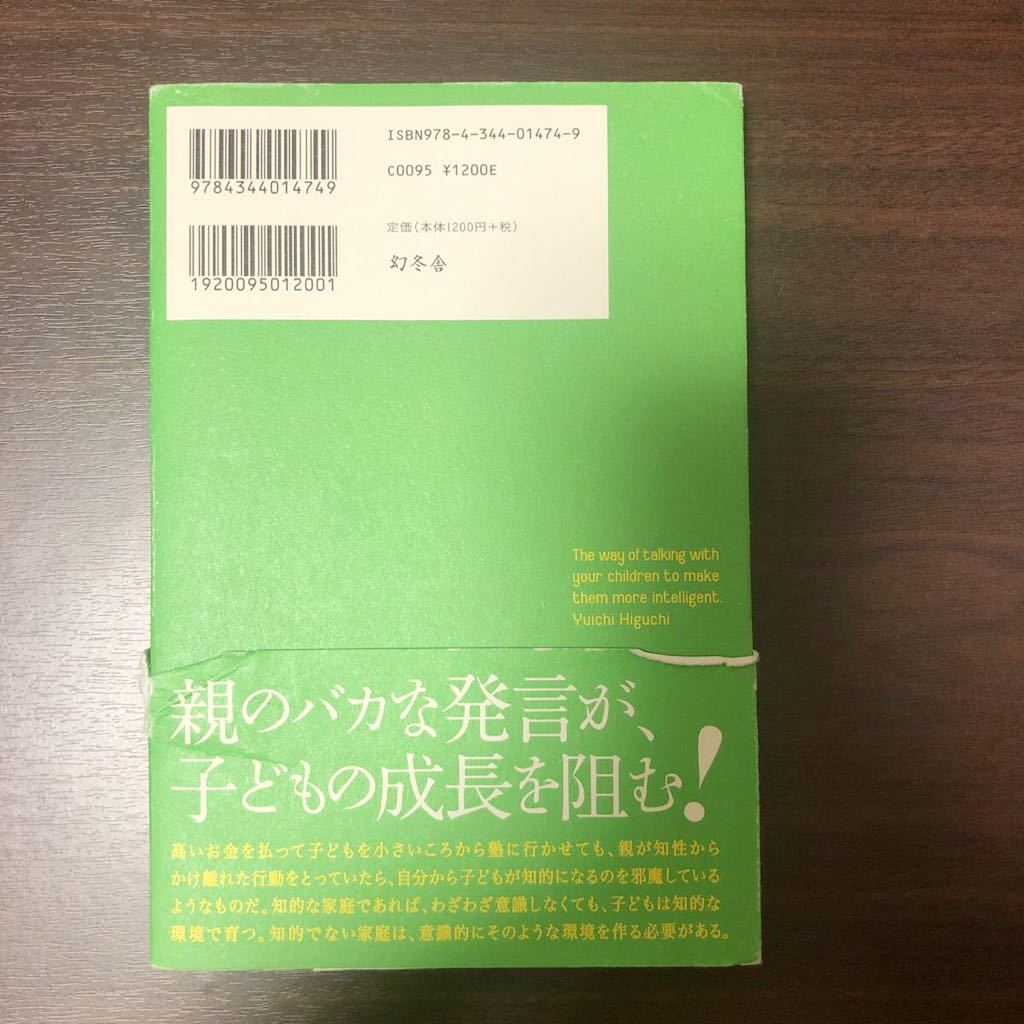 ISBN978-4-344-01474-9
C0095 ¥1200E
9784344014749
定価(本体1200円+税)
幻冬舎
1920095012001
The way of talking with
your children to make
them more intelligent.
Yuichi Higuchi
親のバカな発言が、
子どもの成長を阻む!
高いお金を払って子どもを小さいころから塾に行かせても、親が知性から
かけ離れた行動をとっていたら、自分から子どもが知的になるのを邪魔している
ようなものだ。知的な家庭であれば、わざわざ意識しなくても、子どもは知的な
環境で育つ。知的でない家庭は、意識的にそのような環境を作る必要がある。